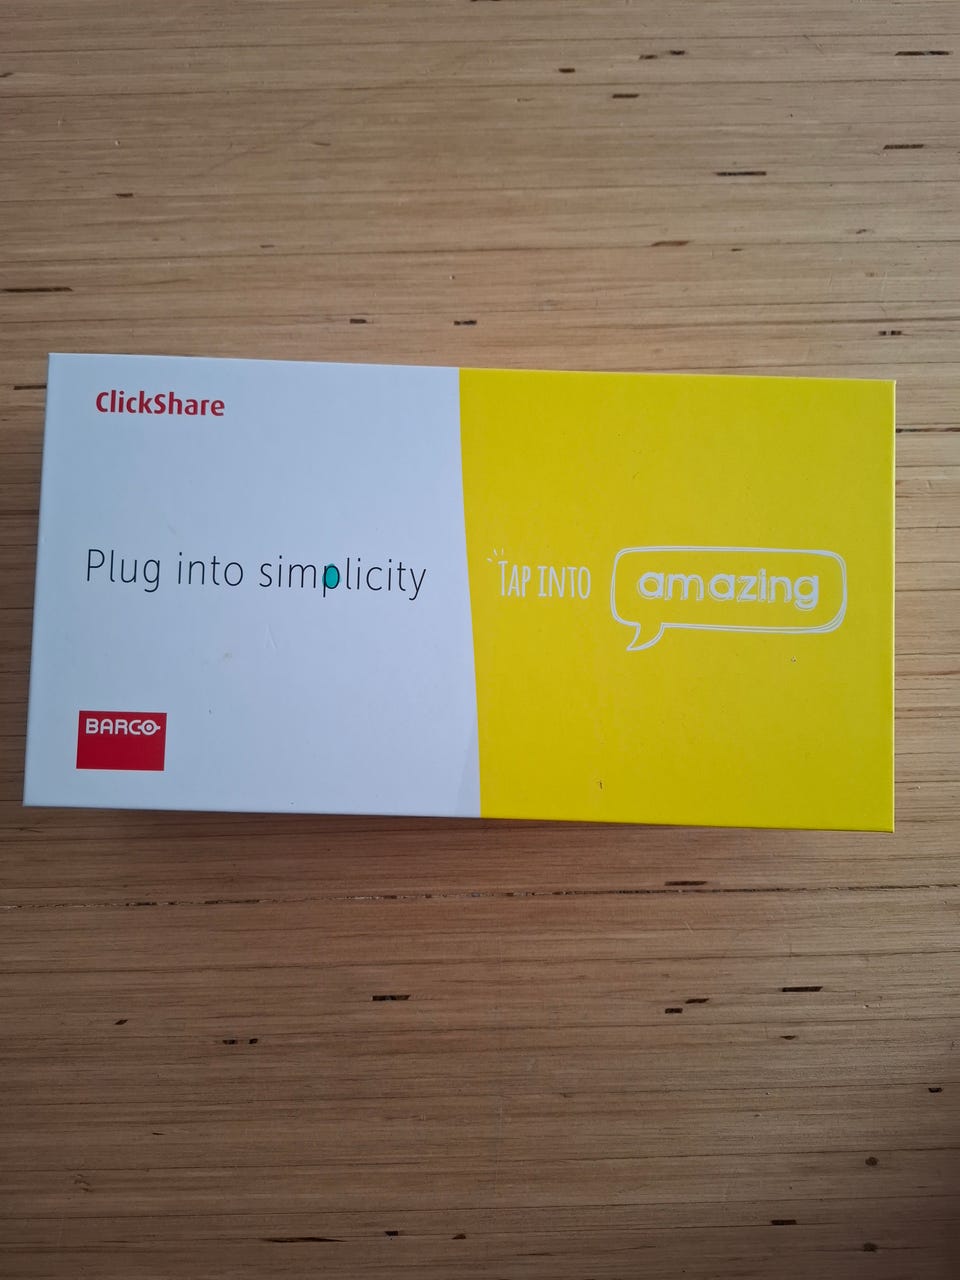 ClickShare
Plug into simplicity
TAP INTO amazing
BARCO